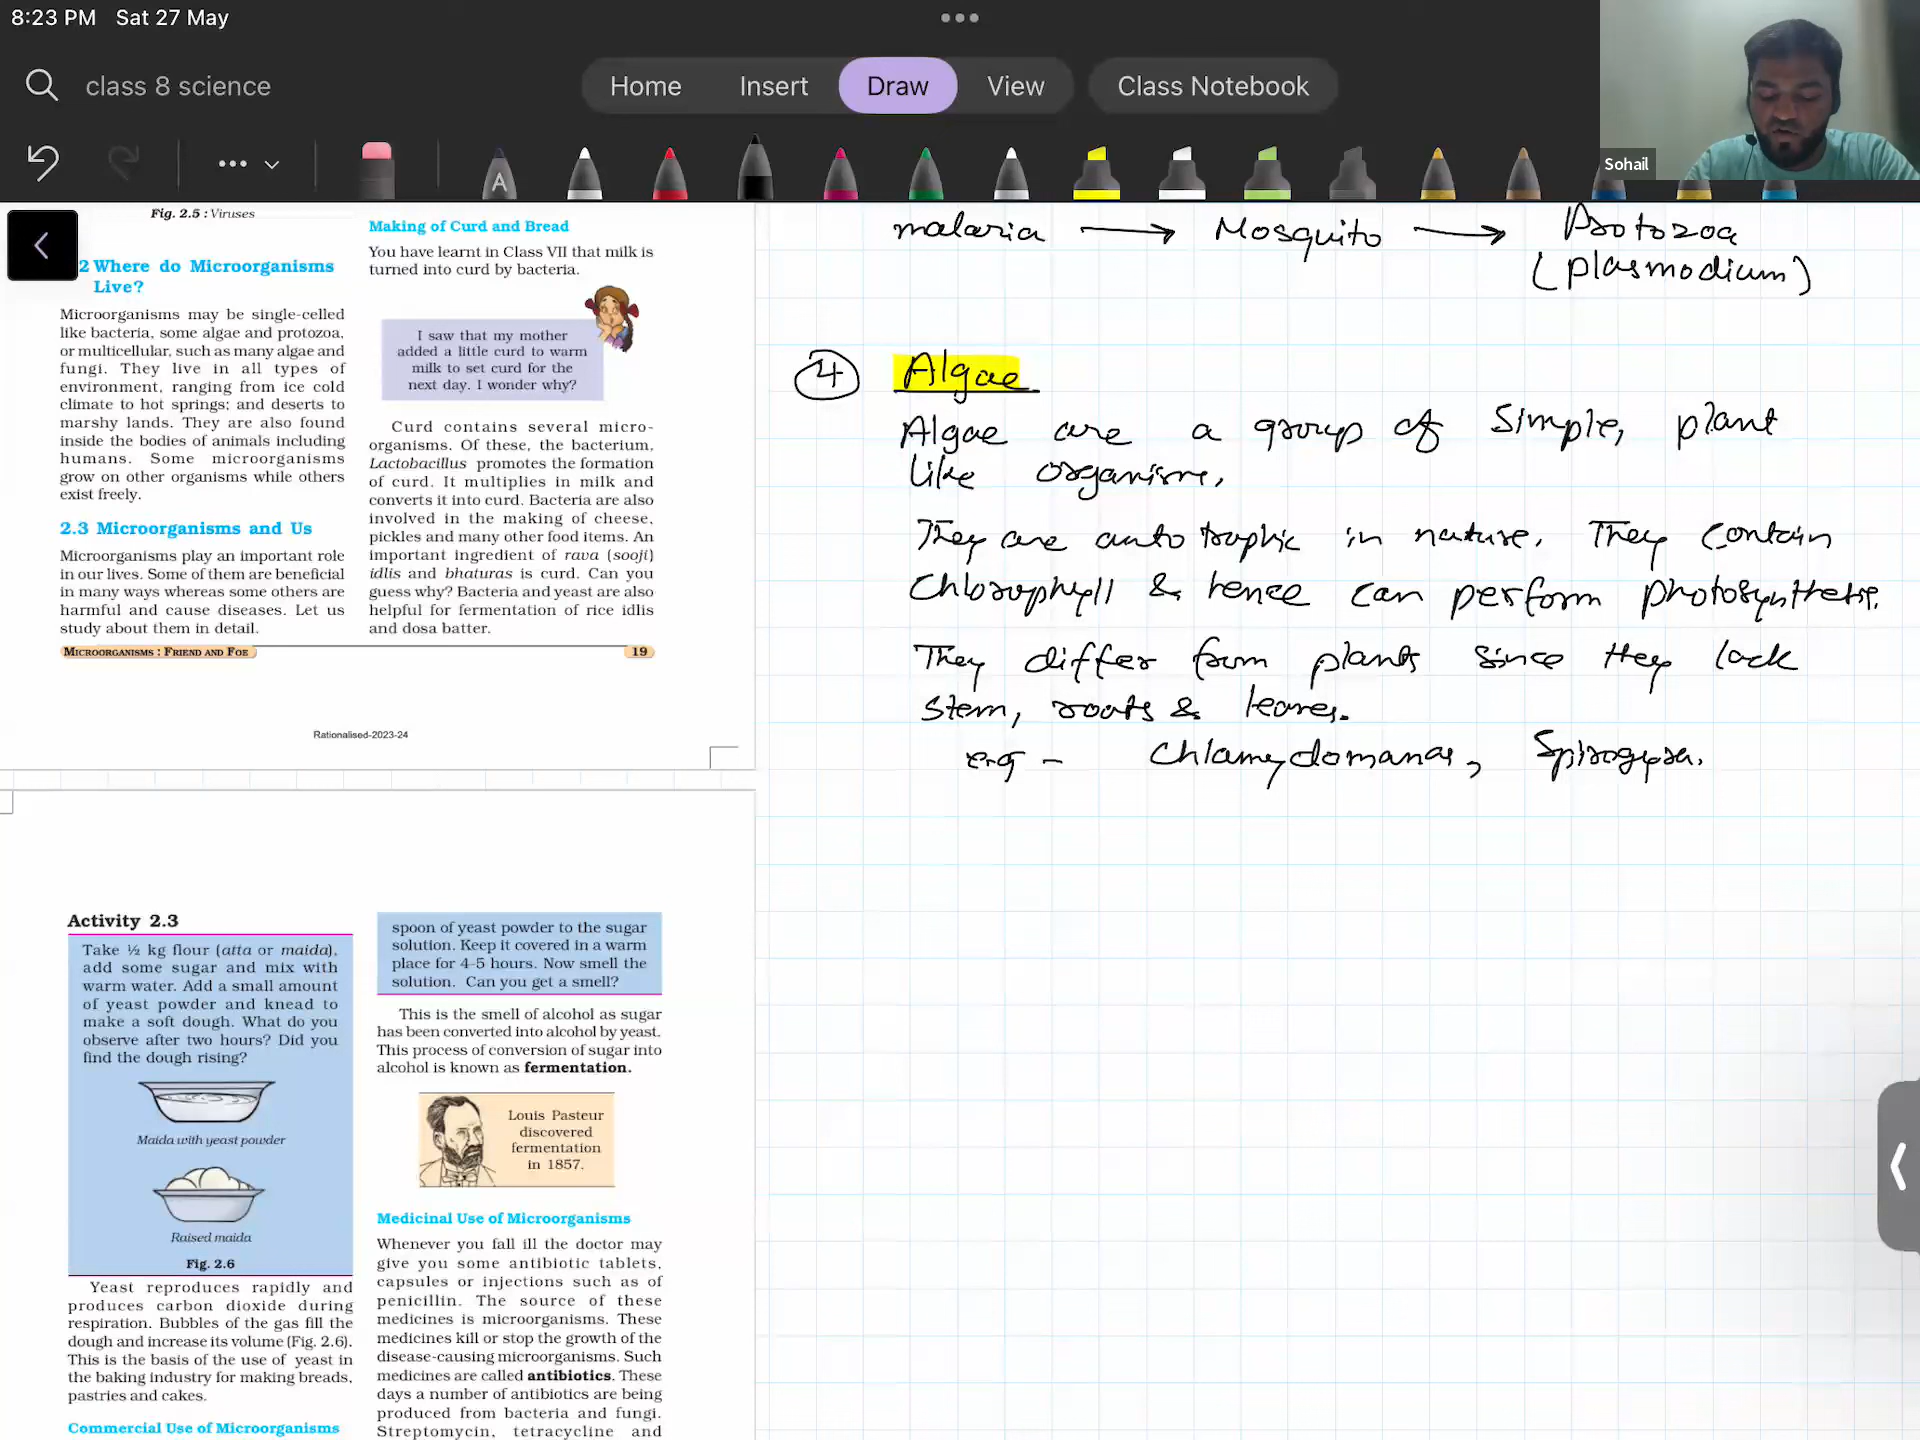 8:23 PM Sat 27 May
class 8 science
Home Insert Draw View Class Notebook
A
Sohail
Fig. 2.5 : Viruses
2 Where do Microorganisms
Live?
Microorganisms may be single-celled
like bacteria, some algae and protozoa,
or multicellular, such as many algae and
fungi. They live in all types of
environment, ranging from ice cold
climate to hot springs; and deserts to
marshy lands. They are also found
inside the bodies of animals including
humans. Some microorganisms
grow on other organisms while others
exist freely.
2.3 Microorganisms and Us
Microorganisms play an important role
in our lives. Some of them are beneficial
in many ways whereas some others are
harmful and cause diseases. Let us
study about them in detail.
Making of Curd and Bread
You have learnt in Class VII that milk is
turned into curd by bacteria.
I saw that my mother
added a little curd to warm
milk to set curd for the
next day. I wonder why?
Curd contains several micro-
organisms. Of these, the bacterium,
Lactobacillus promotes the formation
of curd. It multiplies in milk and
converts it into curd. Bacteria are also
involved in the making of cheese,
pickles and many other food items. An
important ingredient of rava (sooji)
idlis and bhaturas is curd. Can you
guess why? Bacteria and yeast are also
helpful for fermentation of rice idlis
and dosa batter.
MICROORGANISMS : FRIEND AND FOE
19
Rationalised-2023-24
Activity 2.3
Take ½ kg flour (atta or maida),
add some sugar and mix with
warm water. Add a small amount
of yeast powder and knead to
make a soft dough. What do you
observe after two hours? Did you
find the dough rising?
Maida with yeast powder
Raised maida
Fig. 2.6
Yeast reproduces rapidly and
produces carbon dioxide during
respiration. Bubbles of the gas fill the
dough and increase its volume (Fig. 2.6).
This is the basis of the use of yeast in
the baking industry for making breads,
pastries and cakes.
Commercial Use of Microorganisms
spoon of yeast powder to the sugar
solution. Keep it covered in a warm
place for 4-5 hours. Now smell the
solution. Can you get a smell?
This is the smell of alcohol as sugar
has been converted into alcohol by yeast.
This process of conversion of sugar into
alcohol is known as fermentation.
Louis Pasteur
discovered
fermentation
in 1857.
Medicinal Use of Microorganisms
Whenever you fall ill the doctor may
give you some antibiotic tablets,
capsules or injections such as of
penicillin. The source of these
medicines is microorganisms. These
medicines kill or stop the growth of the
disease-causing microorganisms. Such
medicines are called antibiotics. These
days a number of antibiotics are being
produced from bacteria and fungi.
Streptomycin, tetracycline and
malaria → Mosquito → Protozoa
(plasmodium)
4 Algae
Algae are a group of Simple, plant
like organism.
They are autotrophic in nature. They contain
Chlorophyll & hence can perform photosynthesis.
They differ from plants since they lack
stem, roots & leaves.
e.g - Chlamydomanas, Spirogyra.